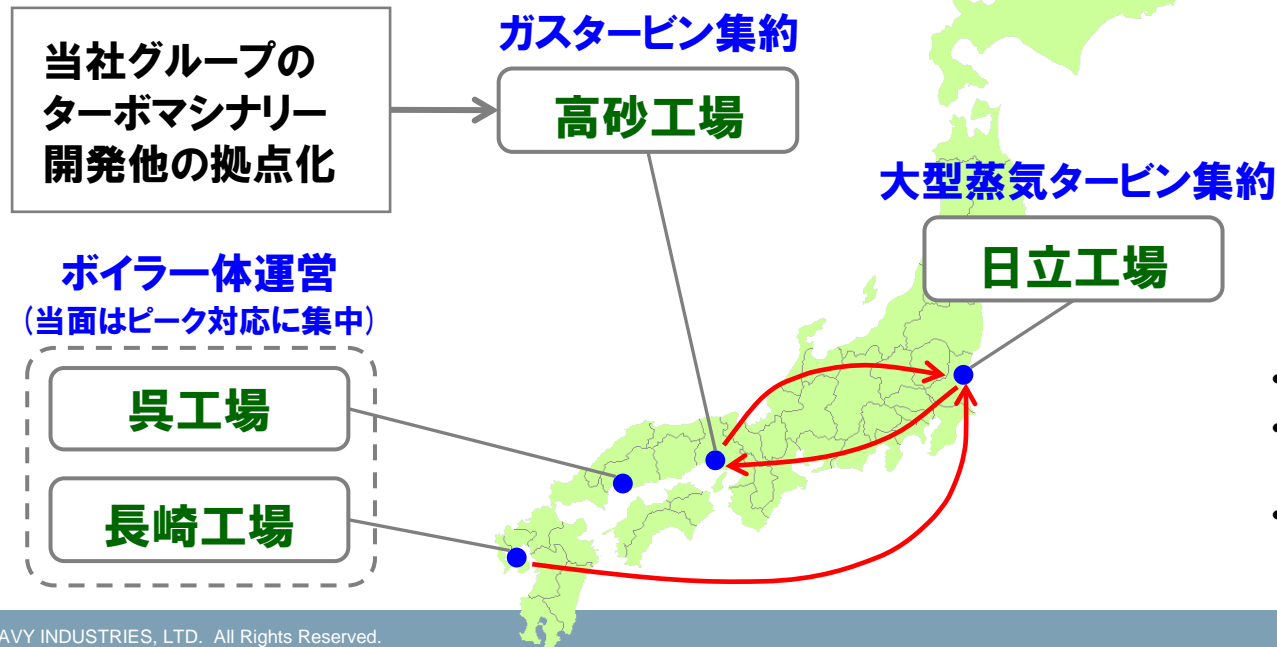 当社グループの
ターボマシナリー
開発他の拠点化
ガスタービン集約
高砂工場
大型蒸気タービン集約
日立工場
ボイラ一体運営
(当面はピーク対応に集中)
呉工場
長崎工場
AVY INDUSTRIES, LTD. All Rights Reserved.